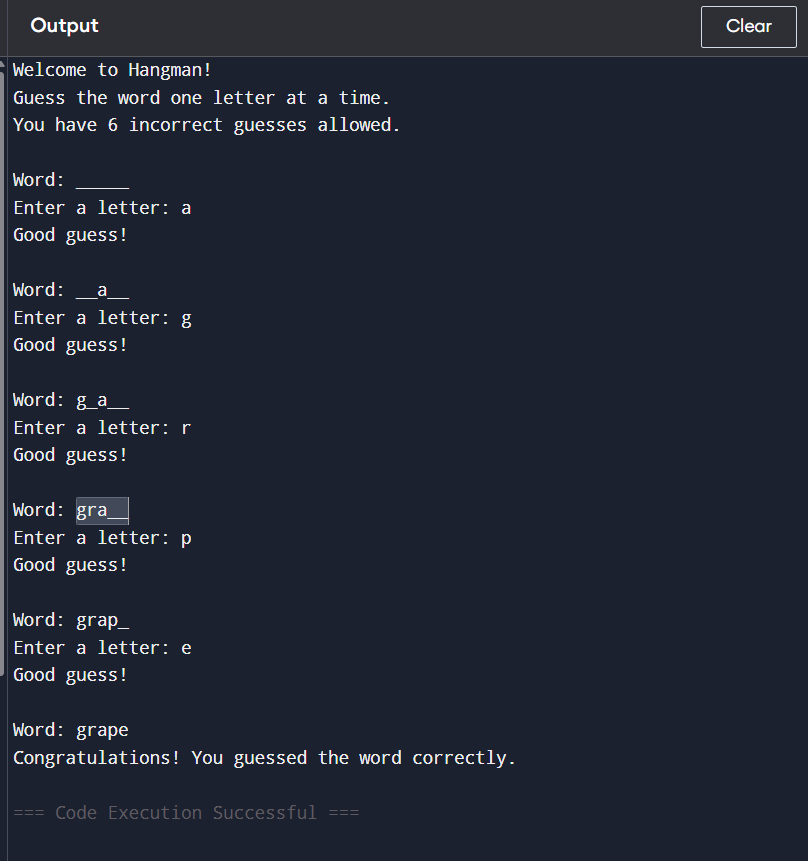 Output
Clear
Welcome to Hangman!
Guess the word one letter at a time.
You have 6 incorrect guesses allowed.
Word: _____
Enter a letter: a
Good guess!
Word: __a__
Enter a letter: g
Good guess!
Word: g_a__
Enter a letter: r
Good guess!
Word: gra__
Enter a letter: p
Good guess!
Word: grap_
Enter a letter: e
Good guess!
Word: grape
Congratulations! You guessed the word correctly.
=== Code Execution Successful ===